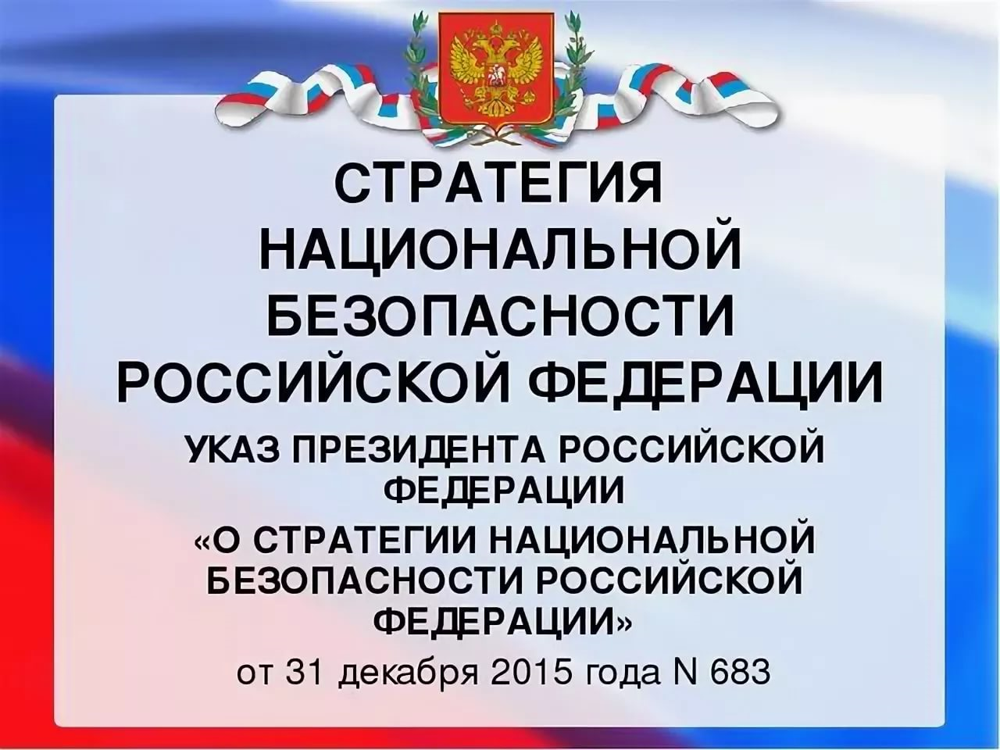 СТРАТЕГИЯ
НАЦИОНАЛЬНОЙ
БЕЗОПАСНОСТИ
РОССИЙСКОЙ ФЕДЕРАЦИИ
УКАЗ ПРЕЗИДЕНТА РОССИЙСКОЙ
ФЕДЕРАЦИИ
«О СТРАТЕГИИ НАЦИОНАЛЬНОЙ
БЕЗОПАСНОСТИ РОССИЙСКОЙ
ФЕДЕРАЦИИ»
от 31 декабря 2015 года N 683